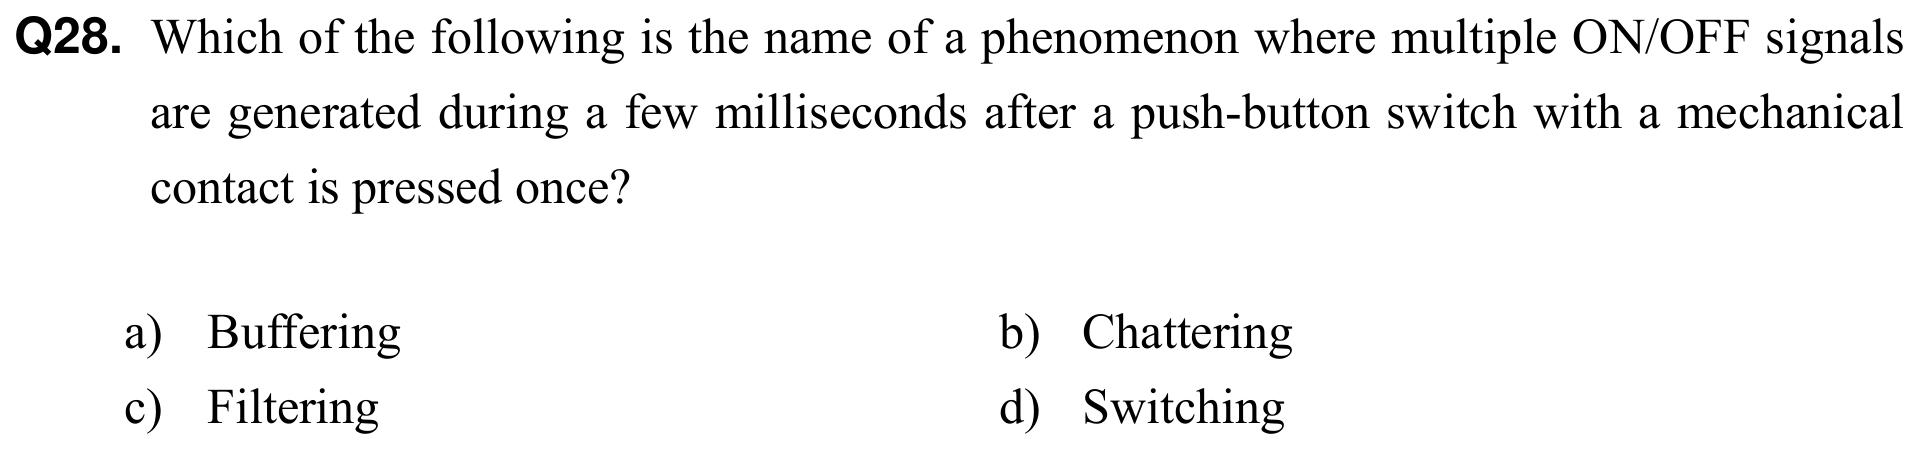 Q28. Which of the following is the name of a phenomenon where multiple ON/OFF signals
are generated during a few milliseconds after a push-button switch with a mechanical
contact is pressed once?
a) Buffering b) Chattering
c) Filtering d) Switching